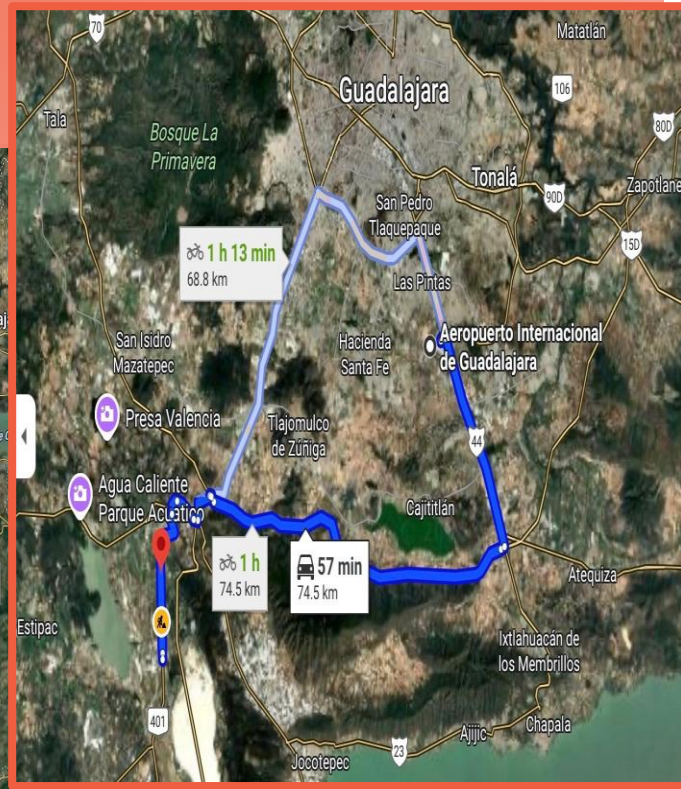 70
Matatlán
Guadalajara
106
Tala
Bosque La
Primavera
80D
Tonalá
Zapotlane
90D
San Pedro
Tlaquepaque
15D
1 h 13 min
68.8 km
Las Pintas
Aeropuerto Internacional
de Guadalajara
San Isidro
Mazatepec
Hacienda
Santa Fe
Presa Valencia
Tlajomulco
de Zúñiga
44
Agua Caliente
Parque Acuático
Cajititlán
1 h
74.5 km
57 min
74.5 km
Atequiza
Estipac
Ixtlahuacán de
los Membrillos
401
Chapala
Ajijic
23
Jocotepec